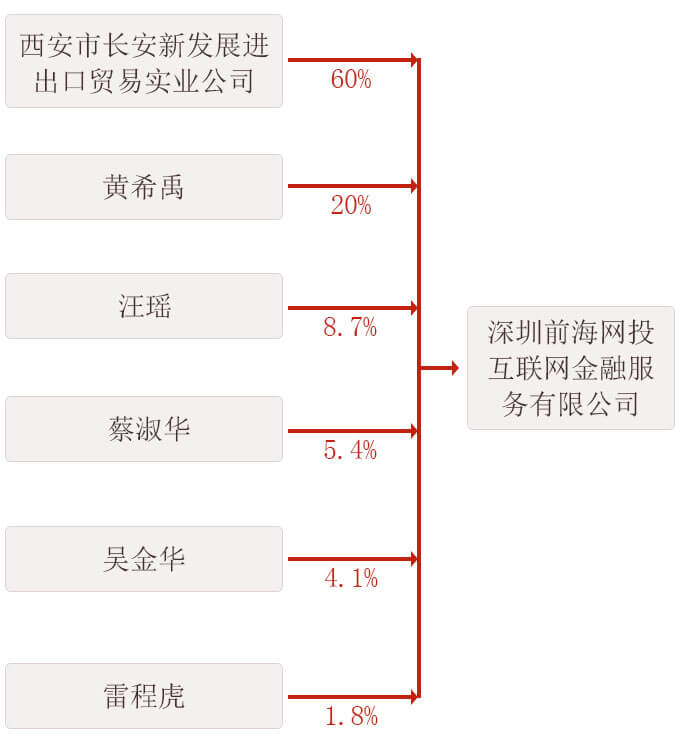 西安市长安新发展进
出口贸易实业公司
60%
黄希禹
20%
汪瑶
8.7%
深圳前海网投
互联网金融服
务有限公司
蔡淑华
5.4%
吴金华
4.1%
雷程虎
1.8%